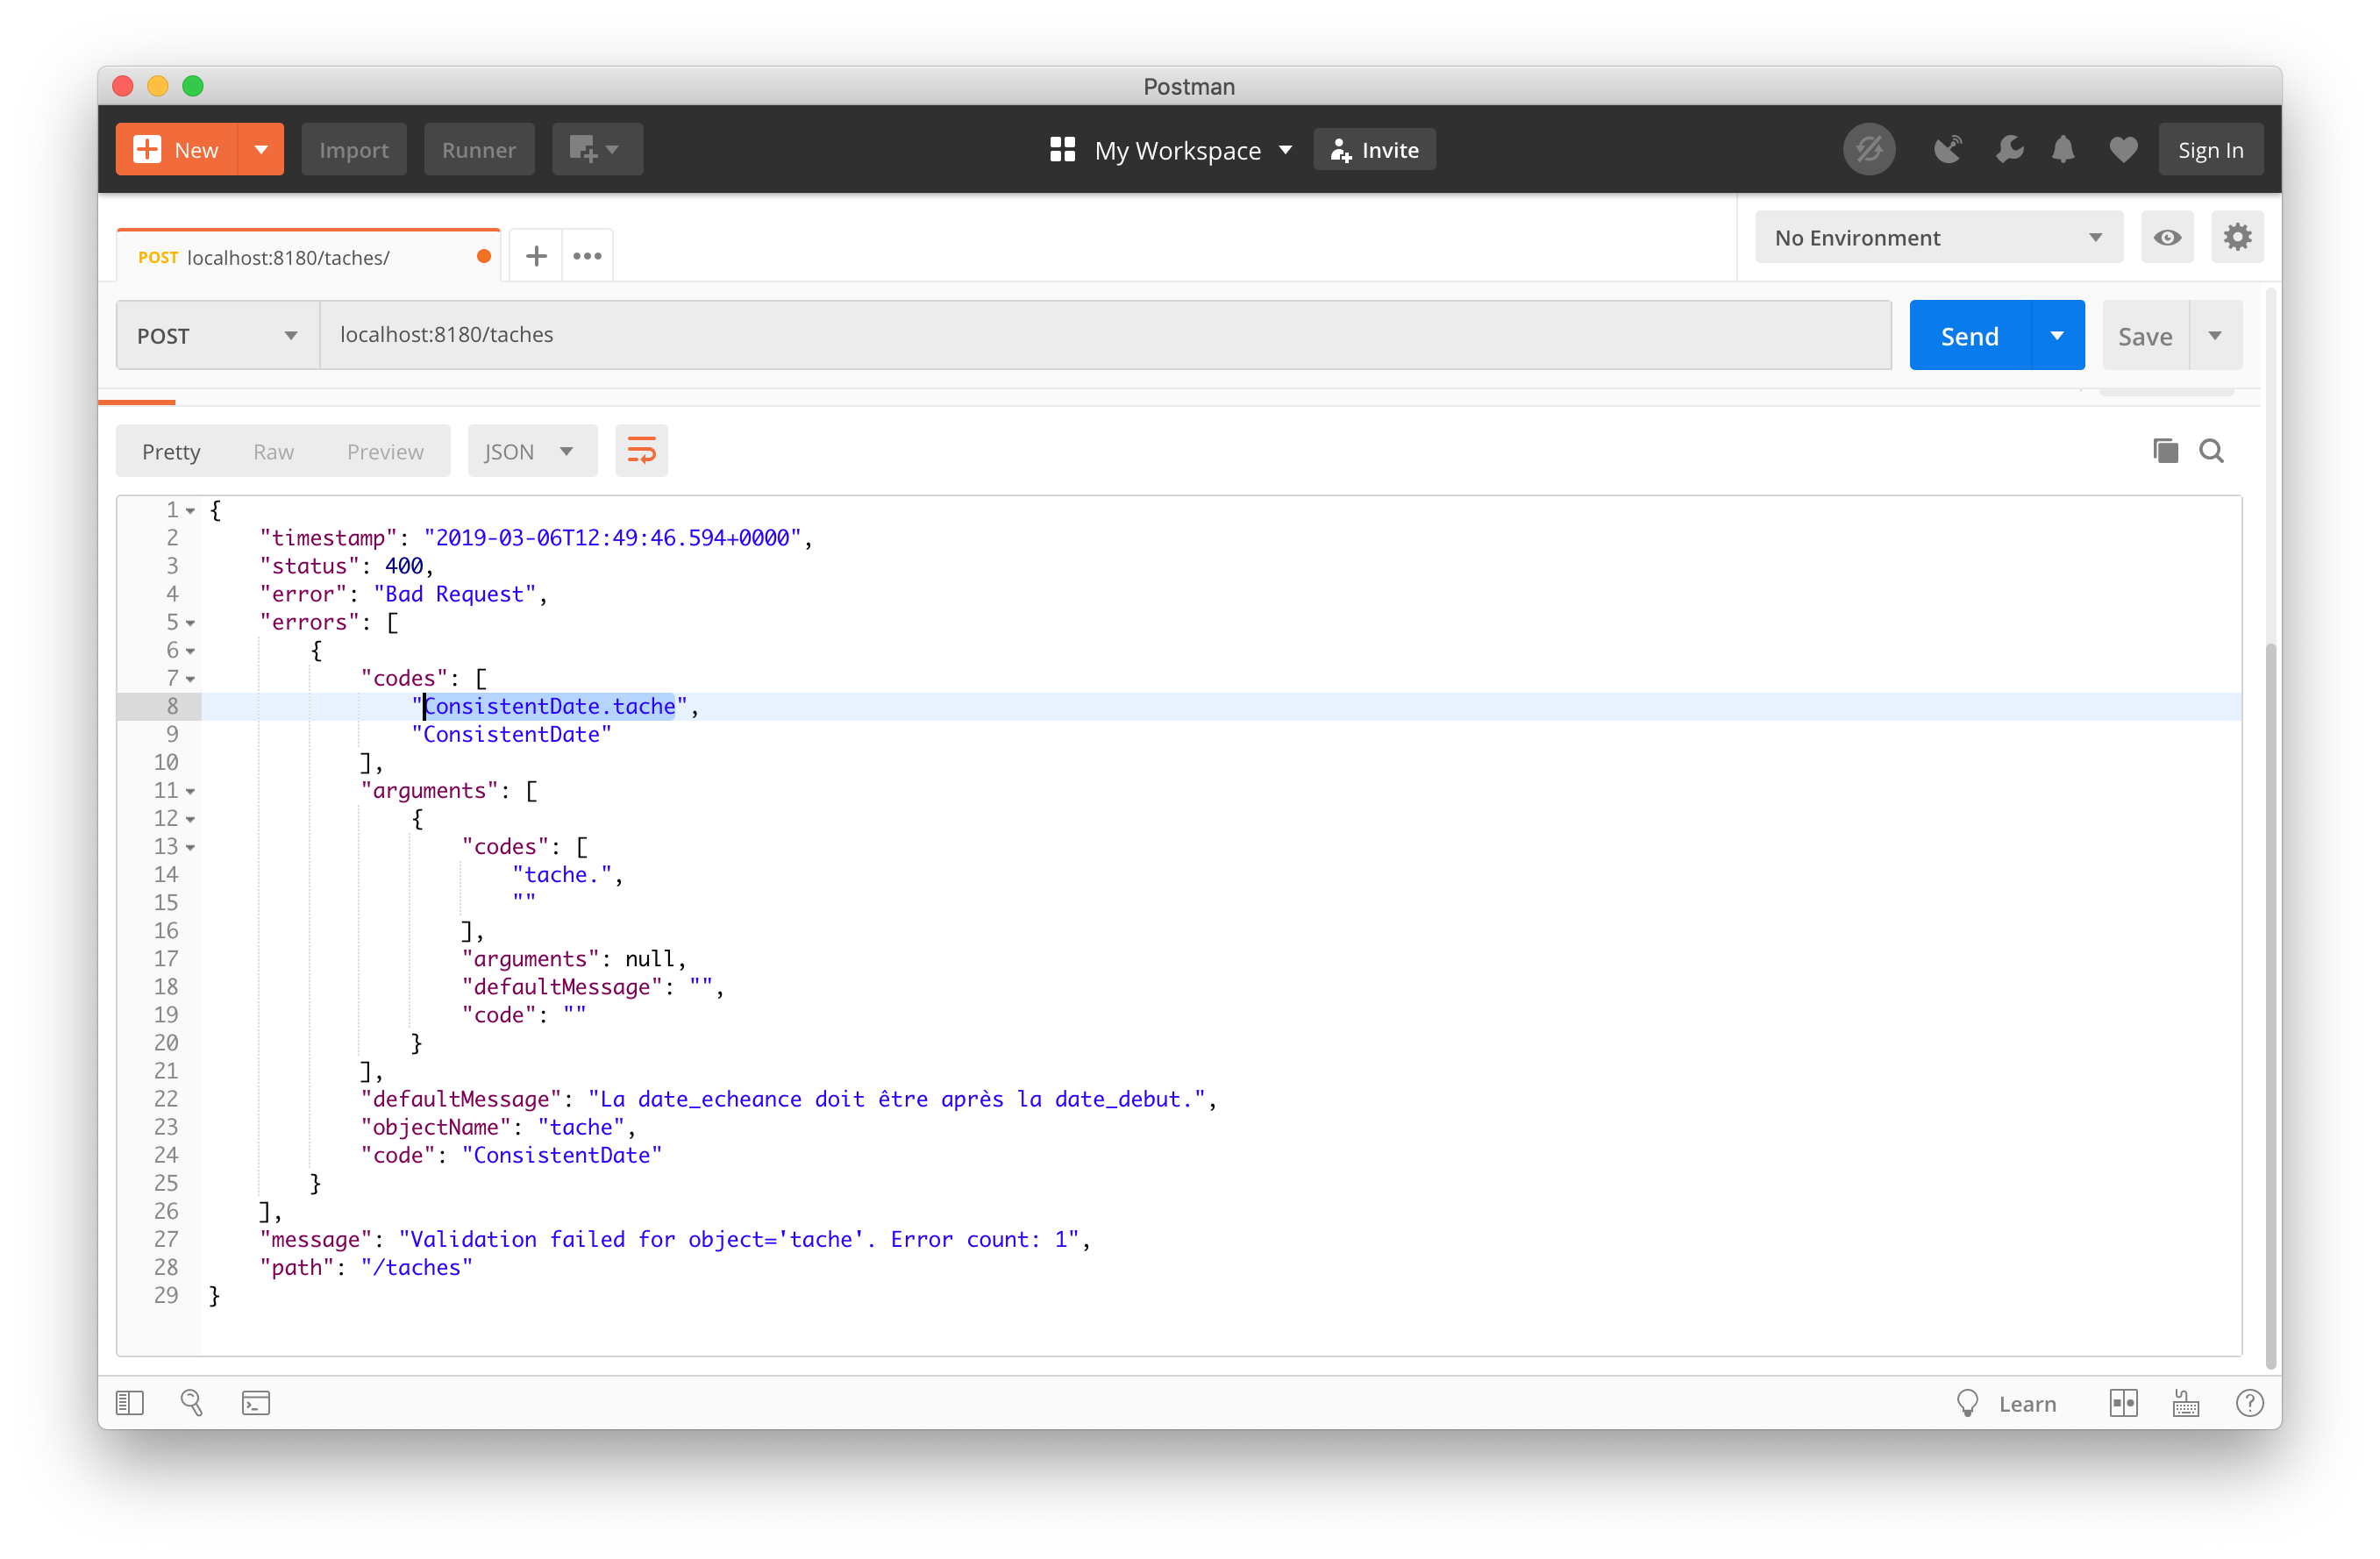 Postman
New
Import
Runner
My Workspace
Invite
Sign In
POST localhost:8180/taches/
No Environment
POST
localhost:8180/taches
Send
Save
Pretty
Raw
Preview
JSON
1 {
2 "timestamp": "2019-03-06T12:49:46.594+0000",
3 "status": 400,
4 "error": "Bad Request",
5 "errors": [
6 {
7 "codes": [
8 "ConsistentDate.tache",
9 "ConsistentDate"
10 ],
11 "arguments": [
12 {
13 "codes": [
14 "tache.",
15 ""
16 ],
17 "arguments": null,
18 "defaultMessage": "",
19 "code": ""
20 }
21 ],
22 "defaultMessage": "La date_echeance doit être après la date_debut.",
23 "objectName": "tache",
24 "code": "ConsistentDate"
25 }
26 ],
27 "message": "Validation failed for object='tache'. Error count: 1",
28 "path": "/taches"
29 }
Learn